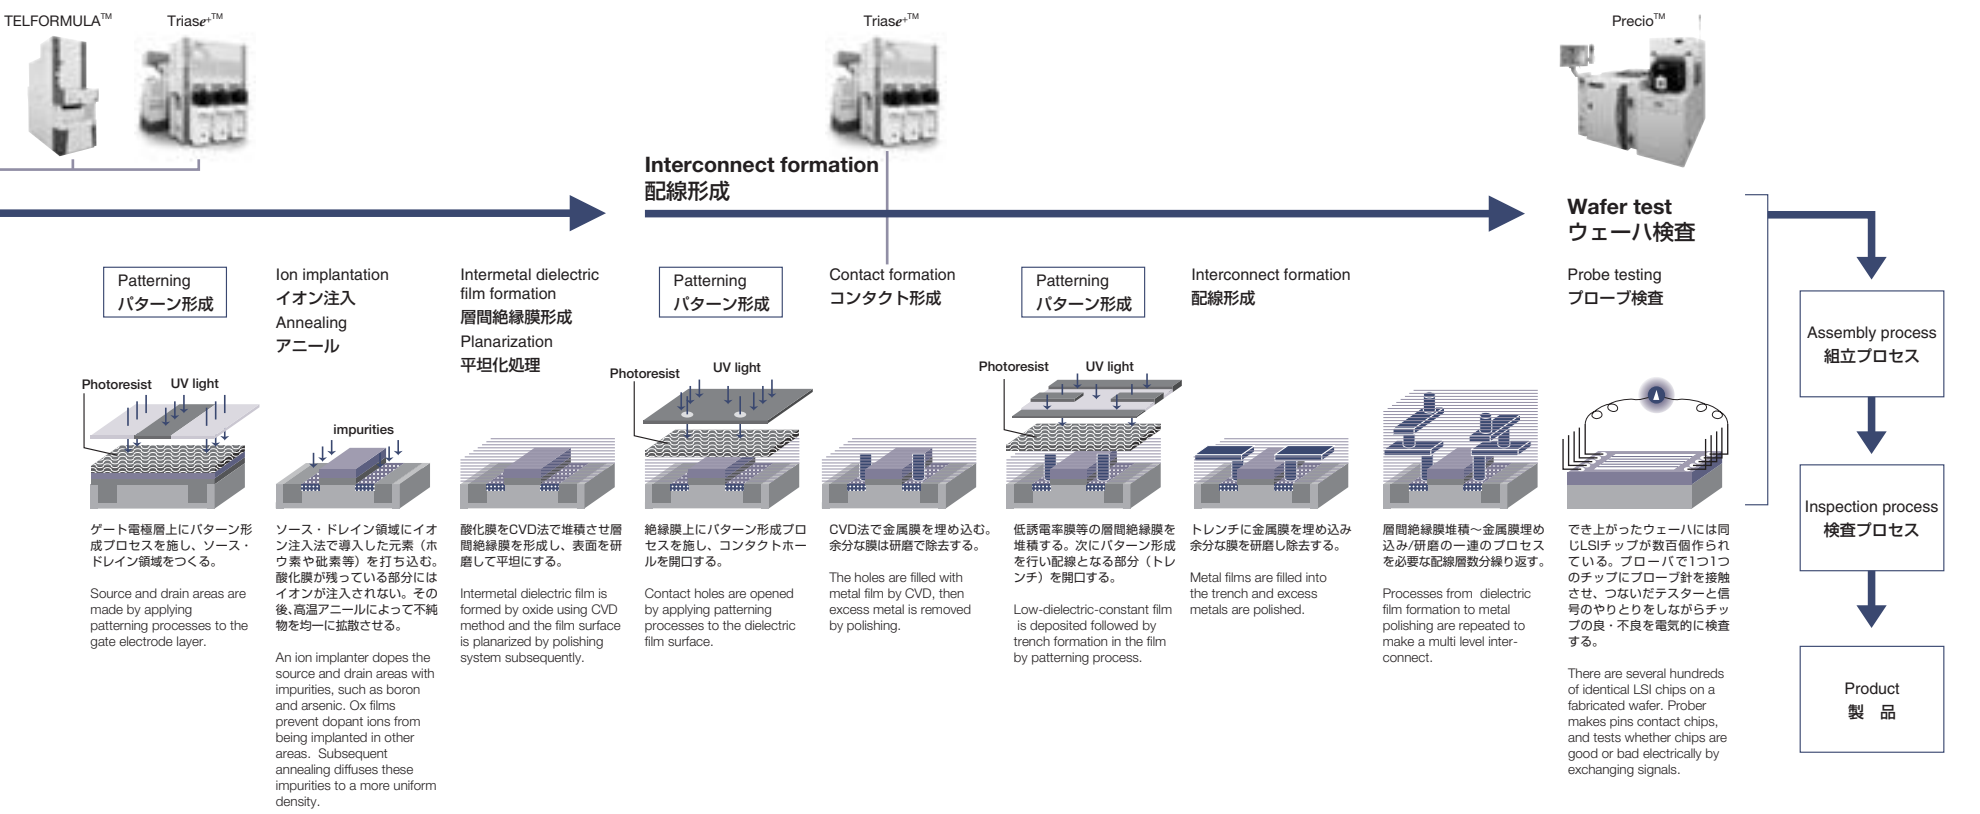 TELFORMULA™
Triase+™
Triase+™
Precio™
Interconnect formation
配線形成
Wafer test
ウェーハ検査
Patterning
パターン形成
Ion implantation
イオン注入
Annealing
アニール
Intermetal dielectric
film formation
層間絶縁膜形成
Planarization
平坦化処理
Patterning
パターン形成
Contact formation
コンタクト形成
Patterning
パターン形成
Interconnect formation
配線形成
Probe testing
プローブ検査
Photoresist
UV light
impurities
Photoresist
UV light
Photoresist
UV light
ゲート電極層上にパターン形
成プロセスを施し、ソース・
ドレイン領域をつくる。
Source and drain areas are
made by applying
patterning processes to the
gate electrode layer.
ソース・ドレイン領域にイオ
ン注入法で導入した元素（ホ
ウ素や砒素等）を打ち込む。
酸化膜が残っている部分には
イオンが注入されない。その
後、高温アニールによって不純
物を均一に拡散させる。
An ion implanter dopes the
source and drain areas with
impurities, such as boron
and arsenic. Ox films
prevent dopant ions from
being implanted in other
areas. Subsequent
annealing diffuses these
impurities to a more uniform
density.
酸化膜をCVD法で堆積させ層
間絶縁膜を形成し、表面を研
磨して平坦にする。
Intermetal dielectric film is
formed by oxide using CVD
method and the film surface
is planarized by polishing
system subsequently.
絶縁膜上にパターン形成プロ
セスを施し、コンタクトホー
ルを開口する。
Contact holes are opened
by applying patterning
processes to the dielectric
film surface.
CVD法で金属膜を埋め込む。
余分な膜は研磨で除去する。
The holes are filled with
metal film by CVD, then
excess metal is removed
by polishing.
低誘電率膜等の層間絶縁膜を
堆積する。次にパターン形成
を行い配線となる部分（トレ
ンチ）を開口する。
Low-dielectric-constant film
is deposited followed by
trench formation in the film
by patterning process.
トレンチに金属膜を埋め込み
余分な膜を研磨し除去する。
Metal films are filled into
the trench and excess
metals are polished.
層間絶縁膜堆積～金属膜埋め
込み/研磨の一連のプロセス
を必要な配線層数分繰り返す。
Processes from dielectric
film formation to metal
polishing are repeated to
make a multi level inter-
connect.
でき上がったウェーハには同
じLSIチップが数百個作られ
ている。プローバで1つ1つ
のチップにプローブ針を接触
させ、つないだテスターと信
号のやりとりをしながらチッ
プの良・不良を電気的に検査
する。
There are several hundreds
of identical LSI chips on a
fabricated wafer. Prober
makes pins contact chips,
and tests whether chips are
good or bad electrically by
exchanging signals.
Assembly process
組立プロセス
Inspection process
検査プロセス
Product
製 品